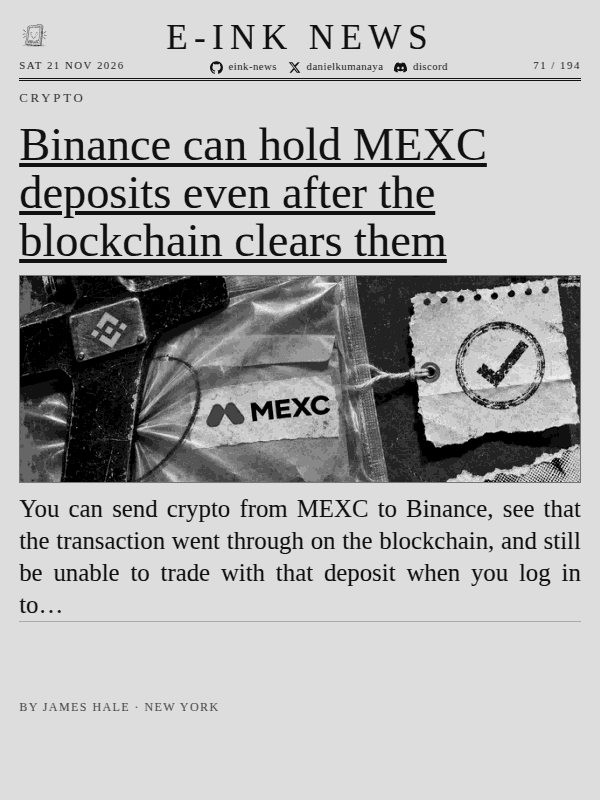 E-INK NEWS
SAT 21 NOV 2026
eink-news danielkumanaya discord
71 / 194
CRYPTO
Binance can hold MEXC
deposits even after the
blockchain clears them
MEXC
You can send crypto from MEXC to Binance, see that
the transaction went through on the blockchain, and still
be unable to trade with that deposit when you log in
to…
BY JAMES HALE · NEW YORK